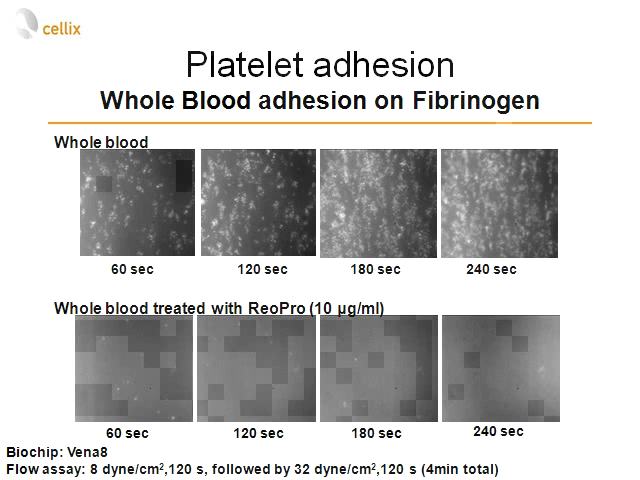 cellix
Platelet adhesion
Whole Blood adhesion on Fibrinogen
Whole blood
60 sec 120 sec 180 sec 240 sec
Whole blood treated with ReoPro (10 µg/ml)
60 sec 120 sec 180 sec 240 sec
Biochip: Vena8
Flow assay: 8 dyne/cm²,120 s, followed by 32 dyne/cm²,120 s (4min total)